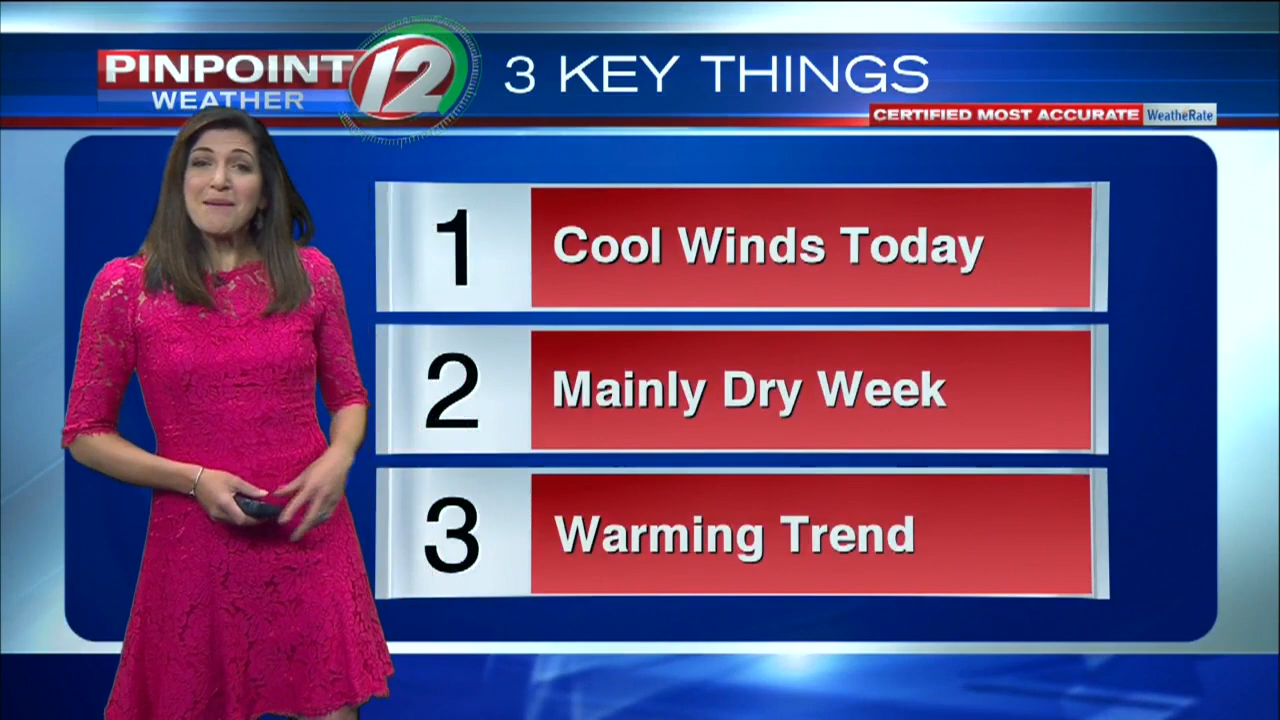 PINPOINT 12
WEATHER
3 KEY THINGS
CERTIFIED MOST ACCURATE WeatheRate
1 Cool Winds Today
2 Mainly Dry Week
3 Warming Trend